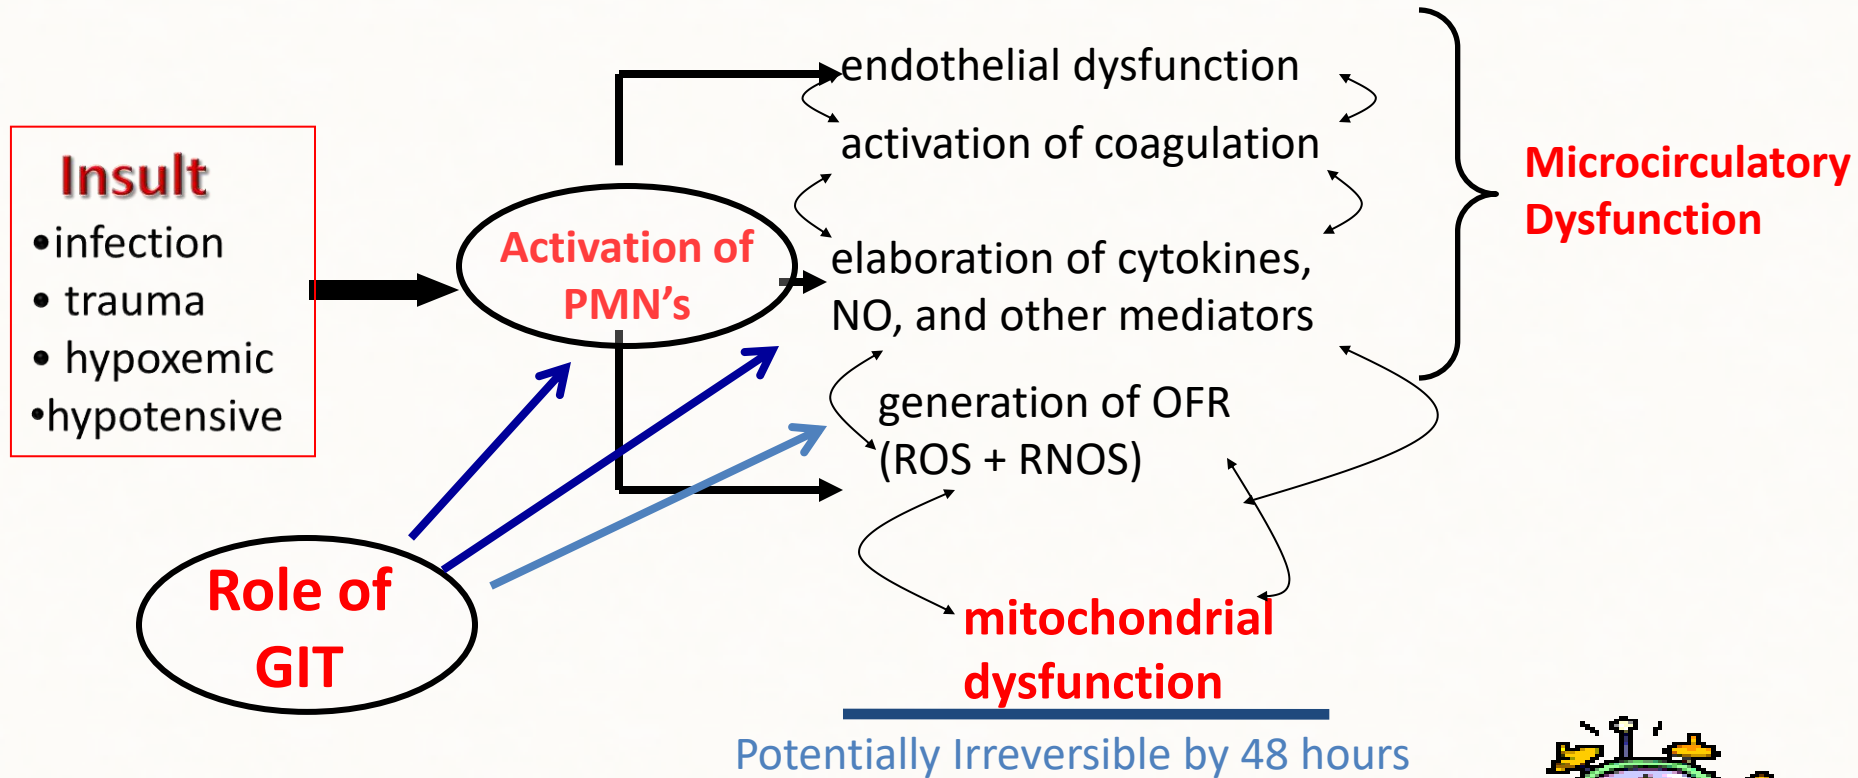 Insult
•infection
• trauma
• hypoxemic
•hypotensive
Activation of
PMN’s
Role of
GIT
endothelial dysfunction
activation of coagulation
elaboration of cytokines,
NO, and other mediators
generation of OFR
(ROS + RNOS)
mitochondrial
dysfunction
Potentially Irreversible by 48 hours
Microcirculatory
Dysfunction